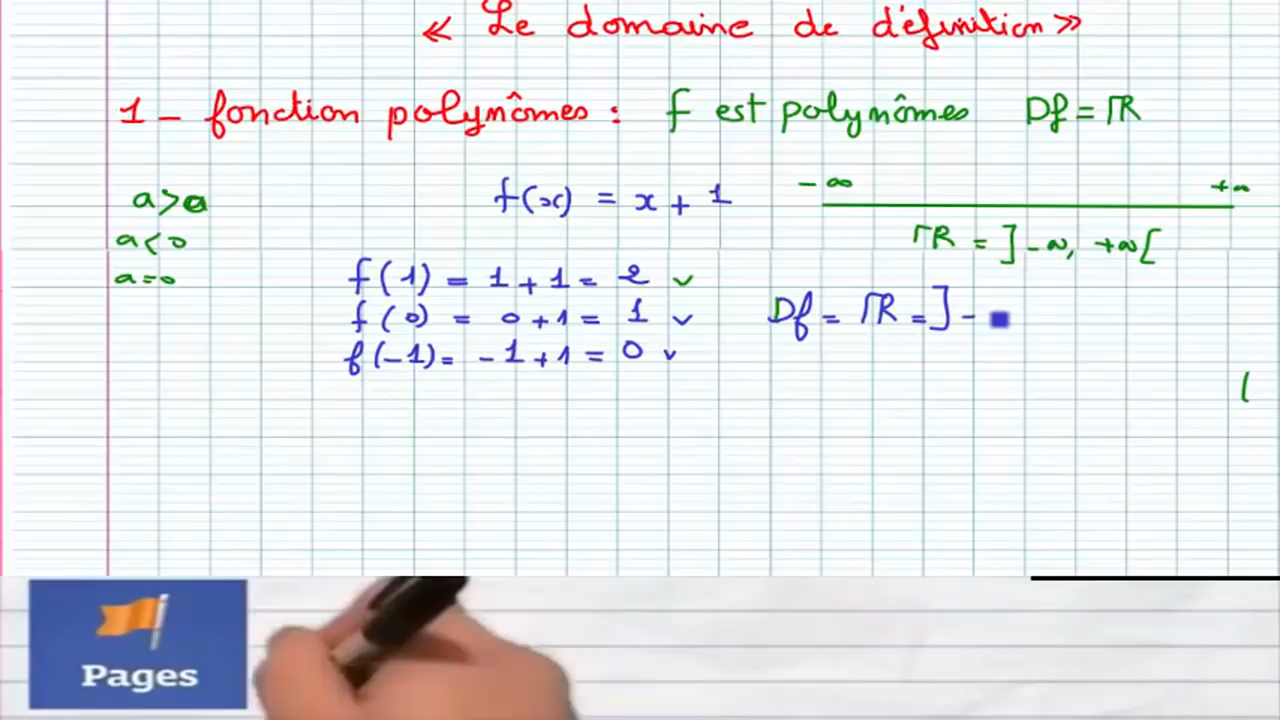 « Le domaine de définition »
1 - fonction polynômes : f est polynômes Df = ℝ
a > 0
a < 0
a = 0
f(x) = x + 1
f(1) = 1 + 1 = 2 ✓
f(0) = 0 + 1 = 1 ✓
f(-1) = -1 + 1 = 0 ✓
-∞ +∞
ℝ = ]-∞, +∞[
Df = ℝ = ]-
(
Pages